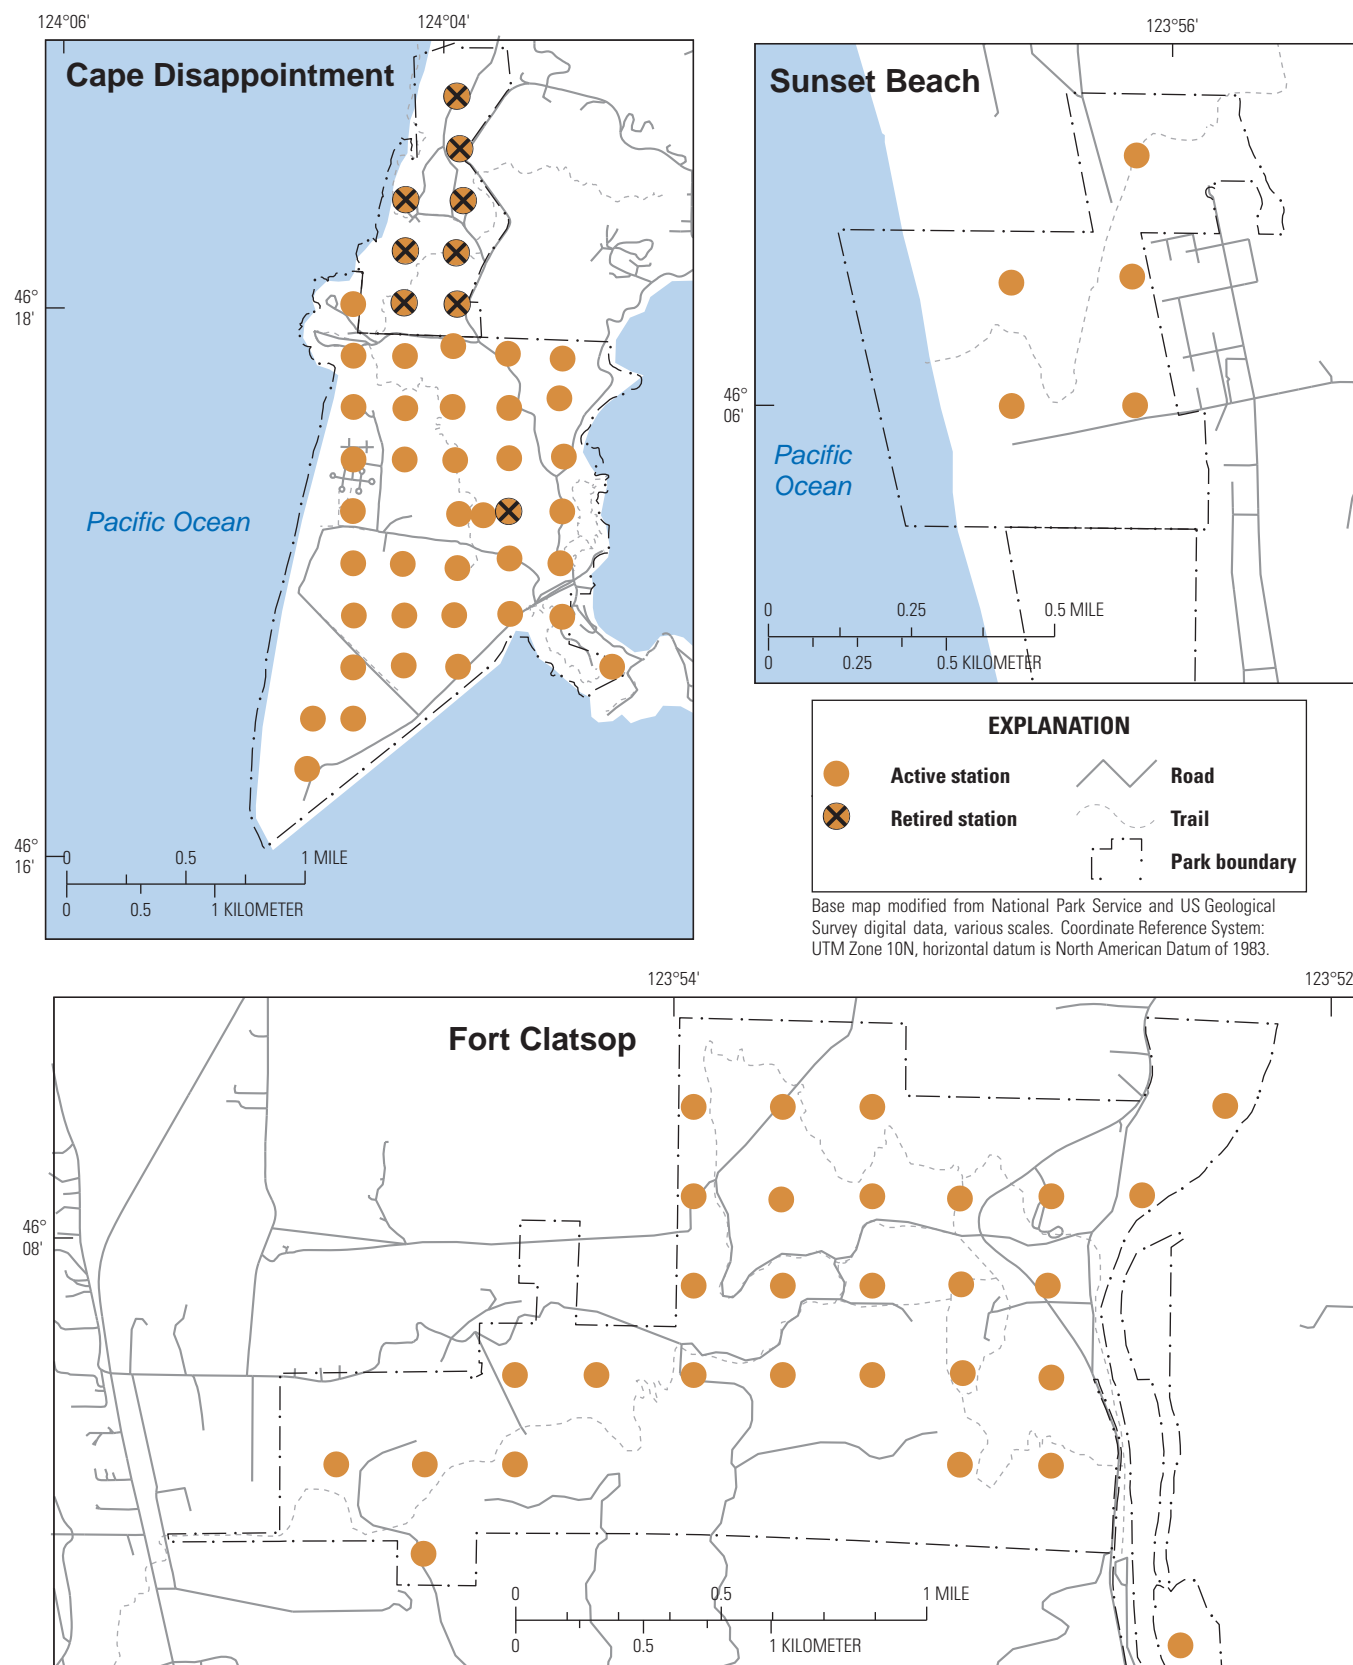 124°06'
124°04'
Cape Disappointment
46°
18'
Pacific Ocean
46°
16'
0 0.5 1 MILE
0 0.5 1 KILOMETER
123°56'
Sunset Beach
46°
06'
Pacific
Ocean
0 0.25 0.5 MILE
0 0.25 0.5 KILOMETER
EXPLANATION
Active station
Road
Retired station
Trail
Park boundary
Base map modified from National Park Service and US Geological
Survey digital data, various scales. Coordinate Reference System:
UTM Zone 10N, horizontal datum is North American Datum of 1983.
123°54'
123°52'
Fort Clatsop
46°
08'
0 0.5 1 MILE
0 0.5 1 KILOMETER